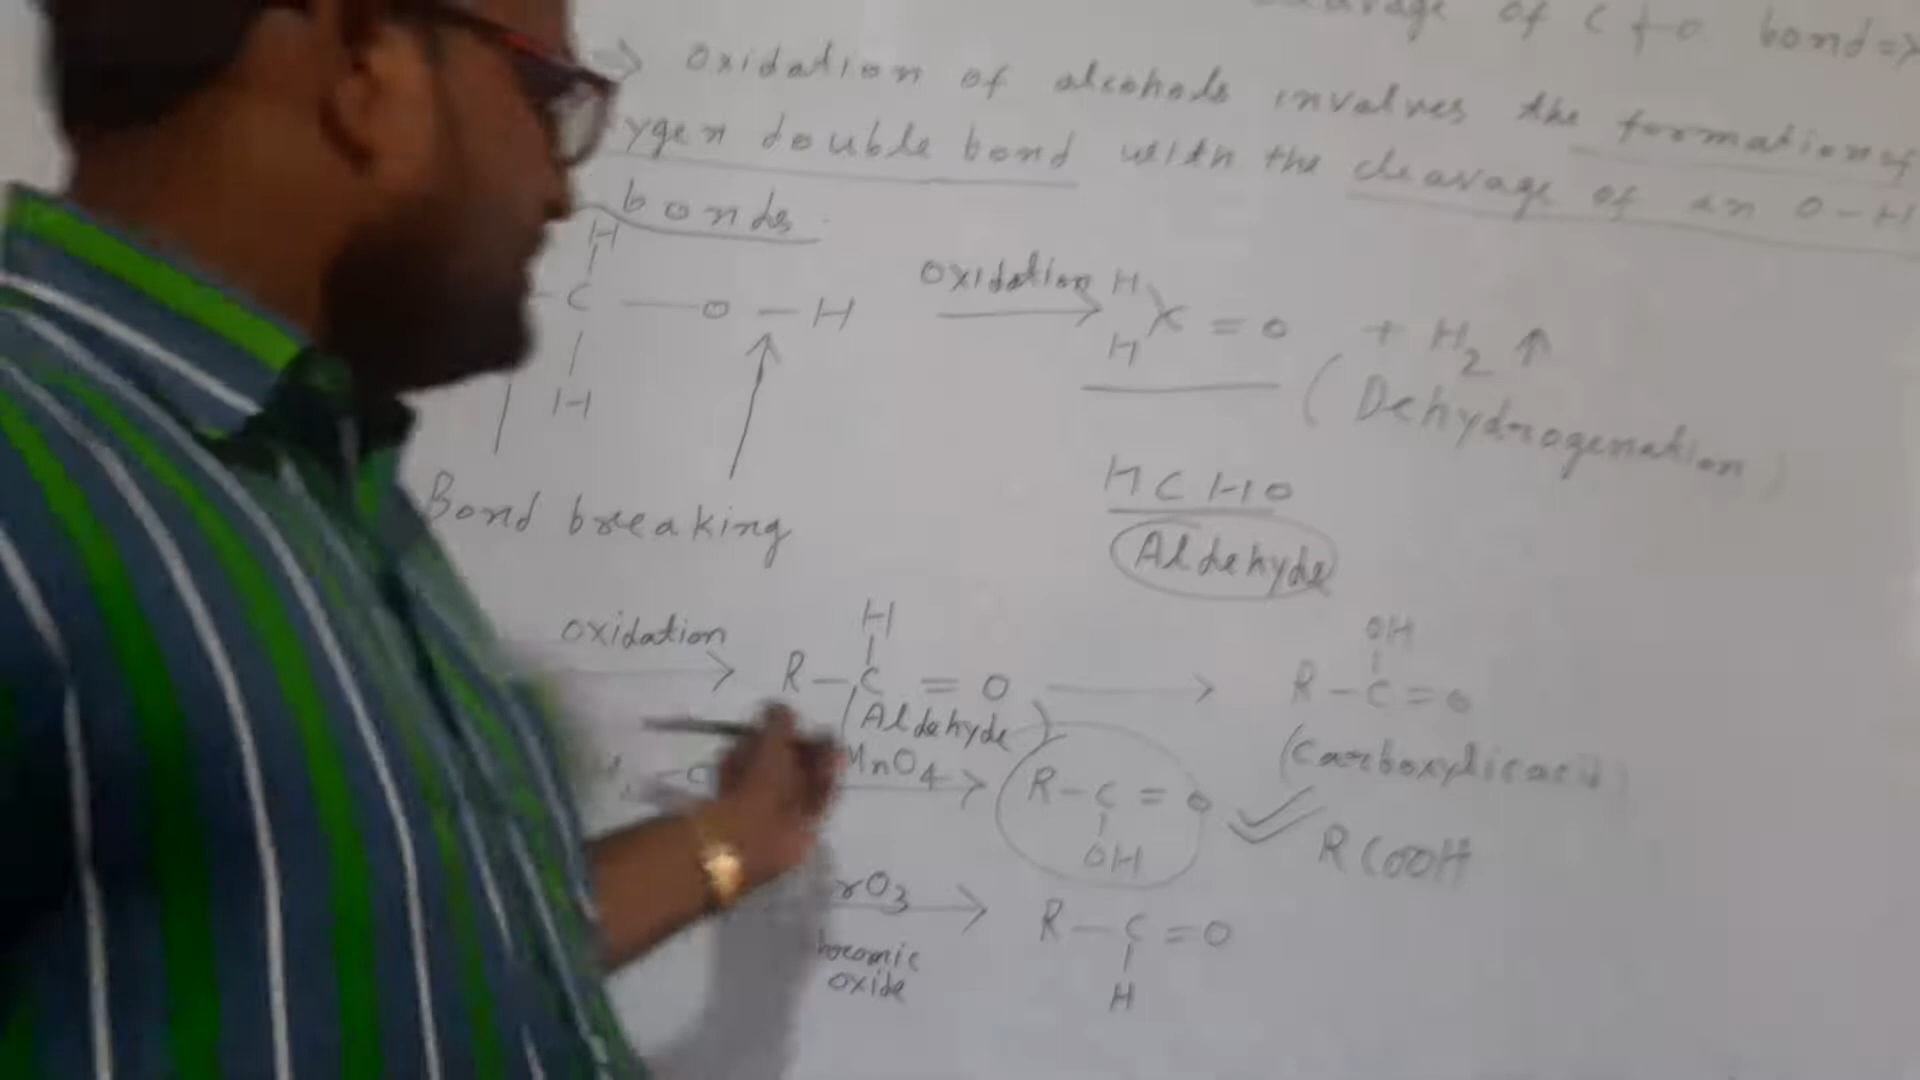 of C + O bond =>
=> oxidation of alcohols involves the formation of
ygen double bond with the cleavage of an O-H
bonds.
H
C — O — H
H
oxidation
H
H
C = O + H2 ↑
(Dehydrogenation)
Bond breaking
HCHO
Aldehyde
oxidation
H
R - C = O
(Aldehyde)
OH
R - C = O
(Carboxylic acid)
MnO4
R - C = O
OH
RCOOH
rO3
oxide
R - C = O
H